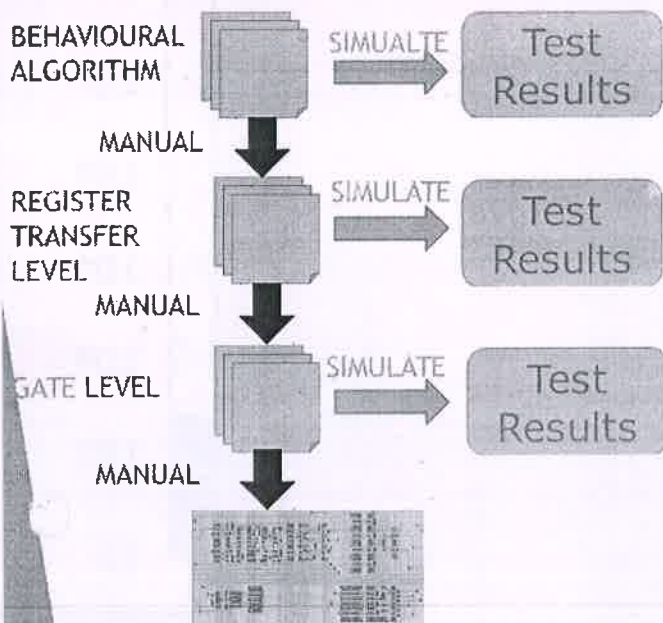 BEHAVIOURAL
ALGORITHM
SIMUALTE
Test
Results
MANUAL
REGISTER
TRANSFER
LEVEL
SIMULATE
Test
Results
MANUAL
GATE LEVEL
SIMULATE
Test
Results
MANUAL